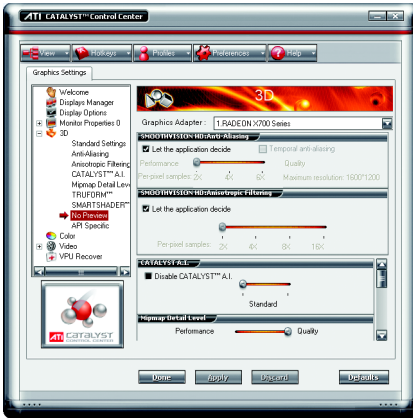 ATI CATALYST™ Control Center
View Hotkeys Profiles Preferences Help
Graphics Settings
Welcome
Displays Manager
Display Options
Monitor Properties 0
3D
Standard Settings
Anti-Aliasing
Anisotropic Filtering
CATALYST™ A.I.
Mipmap Detail Leve
TRUFORM™
SMARTSHADER™
No Preview
API Specific
Color
Video
VPU Recover
ATI CATALYST
CONTROL CENTER
3D
Graphics Adapter : 1.RADEON X700 Series
SMOOTHVISION HD:Anti-Aliasing
Let the application decide Temporal anti-aliasing
Performance Quality
Per-pixel samples: 2X 4X 6X Maximum resolution: 1600*1200
SMOOTHVISION HD:Anisotropic Filtering
Let the application decide
Per-pixel samples: 2X 4X 8X 16X
CATALYST A.I.
Disable CATALYST™ A.I.
Standard
Mipmap Detail Level
Performance Quality
Done Apply Discard Defaults